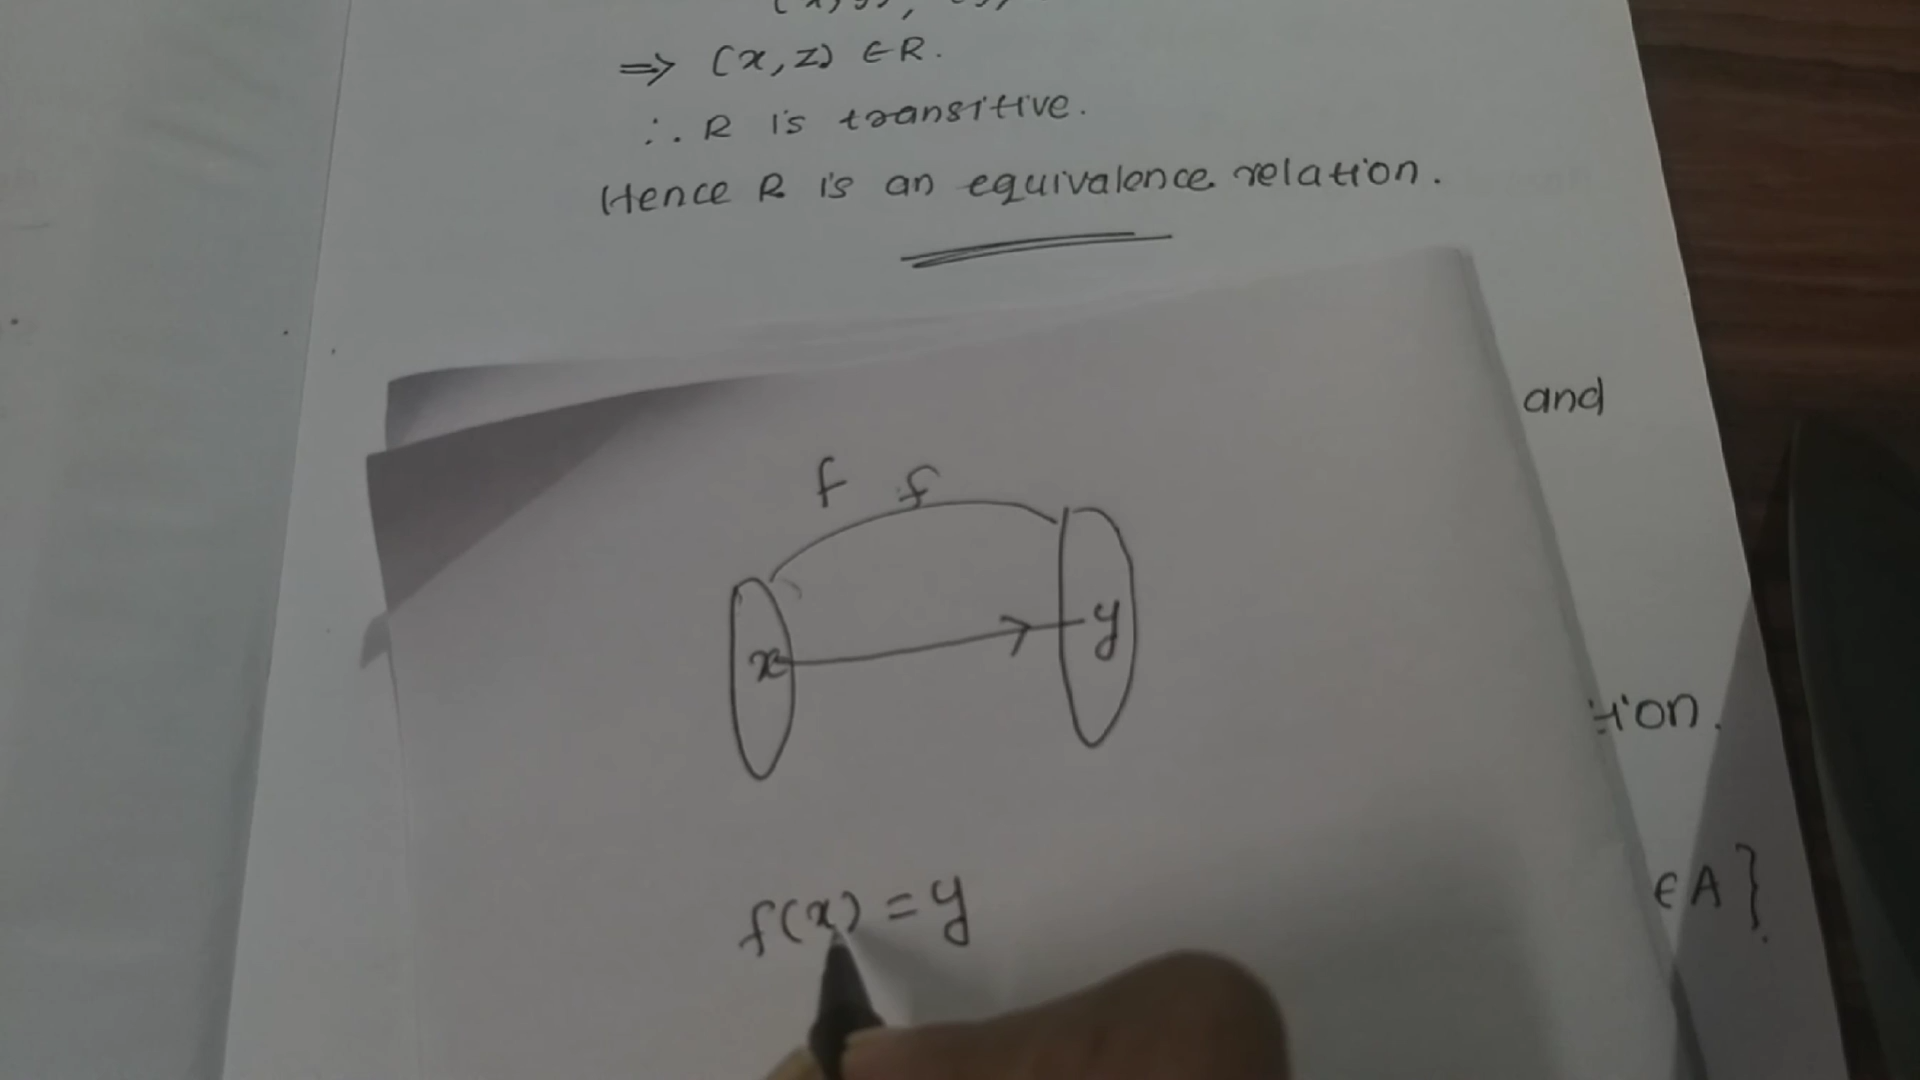 ⇒ (x,z) ∈ R.
∴ R is transitive.
Hence R is an equivalence relation.
and
f f
x y
f(x) = y
∈ A }.